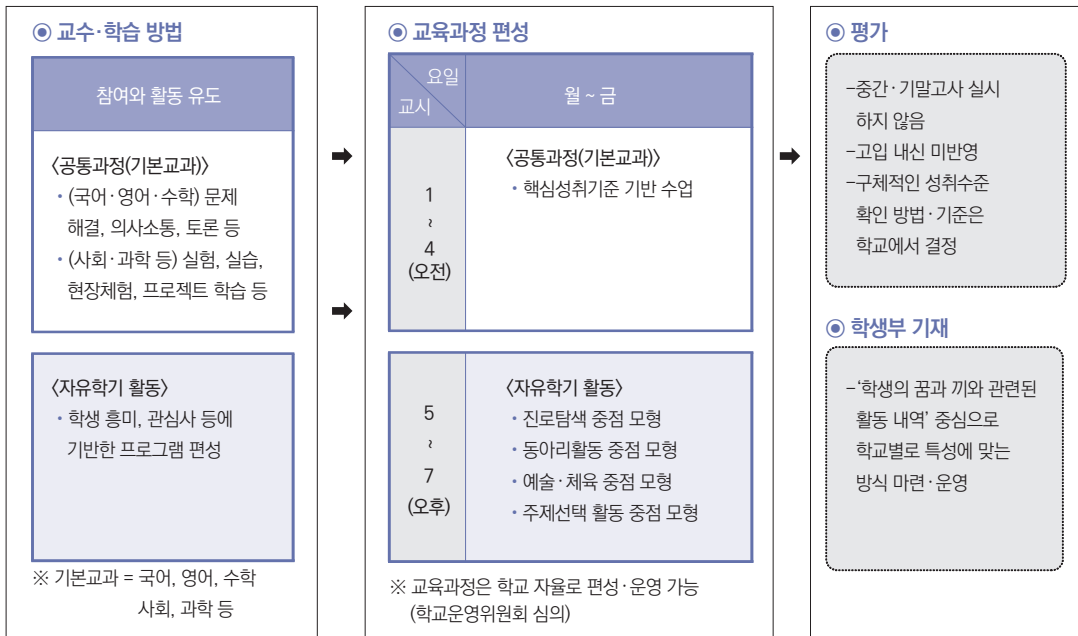 ◉ 교수·학습 방법
참여와 활동 유도
〈공통과정(기본교과)〉
• (국어·영어·수학) 문제
해결, 의사소통, 토론 등
• (사회·과학 등) 실험, 실습,
현장체험, 프로젝트 학습 등
〈자유학기 활동〉
• 학생 흥미, 관심사 등에
기반한 프로그램 편성
※ 기본교과 = 국어, 영어, 수학
사회, 과학 등
◉ 교육과정 편성
요일
교시
월 ~ 금
1
~
4
(오전)
〈공통과정(기본교과)〉
• 핵심성취기준 기반 수업
5
~
7
(오후)
〈자유학기 활동〉
• 진로탐색 중점 모형
• 동아리활동 중점 모형
• 예술·체육 중점 모형
• 주제선택 활동 중점 모형
※ 교육과정은 학교 자율로 편성·운영 가능
(학교운영위원회 심의)
◉ 평가
-중간·기말고사 실시
하지 않음
-고입 내신 미반영
-구체적인 성취수준
확인 방법·기준은
학교에서 결정
◉ 학생부 기재
-‘학생의 꿈과 끼와 관련된
활동 내역’ 중심으로
학교별로 특성에 맞는
방식 마련·운영